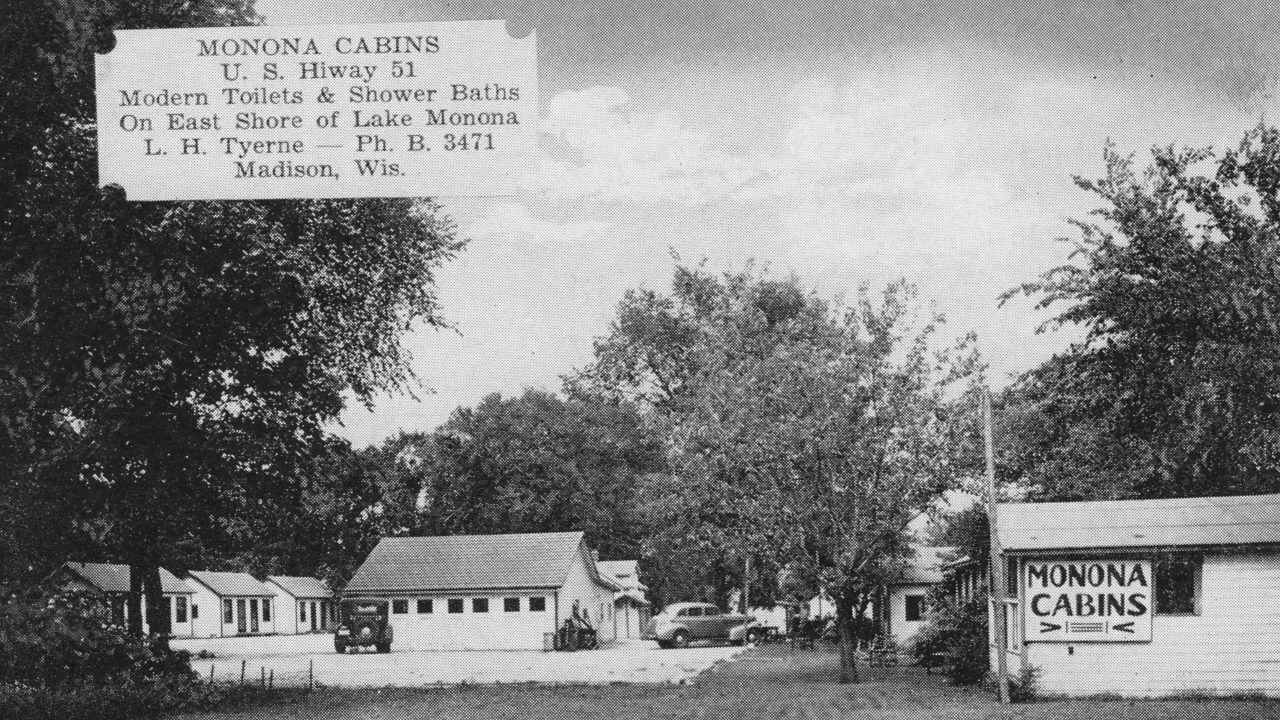 MONONA CABINS
U. S. Hiway 51
Modern Toilets & Shower Baths
On East Shore of Lake Monona
L. H. Tyerne — Ph. B. 3471
Madison, Wis.
MONONA
CABINS